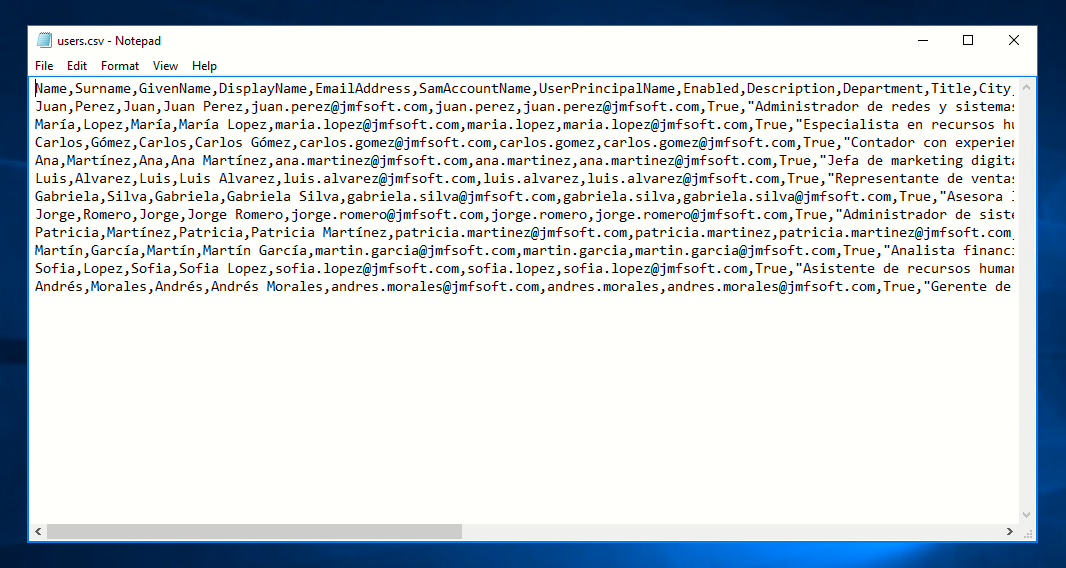 users.csv - Notepad
File Edit Format View Help
Name,Surname,GivenName,DisplayName,EmailAddress,SamAccountName,UserPrincipalName,Enabled,Description,Department,Title,City,
Juan,Perez,Juan,Juan Perez,juan.perez@jmfsoft.com,juan.perez,juan.perez@jmfsoft.com,True,"Administrador de redes y sistemas
María,Lopez,María,María Lopez,maria.lopez@jmfsoft.com,maria.lopez,maria.lopez@jmfsoft.com,True,"Especialista en recursos hu
Carlos,Gómez,Carlos,Carlos Gómez,carlos.gomez@jmfsoft.com,carlos.gomez,carlos.gomez@jmfsoft.com,True,"Contador con experien
Ana,Martínez,Ana,Ana Martínez,ana.martinez@jmfsoft.com,ana.martinez,ana.martinez@jmfsoft.com,True,"Jefa de marketing digita
Luis,Alvarez,Luis,Luis Alvarez,luis.alvarez@jmfsoft.com,luis.alvarez,luis.alvarez@jmfsoft.com,True,"Representante de ventas
Gabriela,Silva,Gabriela,Gabriela Silva,gabriela.silva@jmfsoft.com,gabriela.silva,gabriela.silva@jmfsoft.com,True,"Asesora
Jorge,Romero,Jorge,Jorge Romero,jorge.romero@jmfsoft.com,jorge.romero,jorge.romero@jmfsoft.com,True,"Administrador de siste
Patricia,Martínez,Patricia,Patricia Martínez,patricia.martinez@jmfsoft.com,patricia.martinez,patricia.martinez@jmfsoft.com,
Martín,García,Martín,Martín García,martin.garcia@jmfsoft.com,martin.garcia,martin.garcia@jmfsoft.com,True,"Analista financi
Sofia,Lopez,Sofia,Sofia Lopez,sofia.lopez@jmfsoft.com,sofia.lopez,sofia.lopez@jmfsoft.com,True,"Asistente de recursos human
Andrés,Morales,Andrés,Andrés Morales,andres.morales@jmfsoft.com,andres.morales,andres.morales@jmfsoft.com,True,"Gerente de